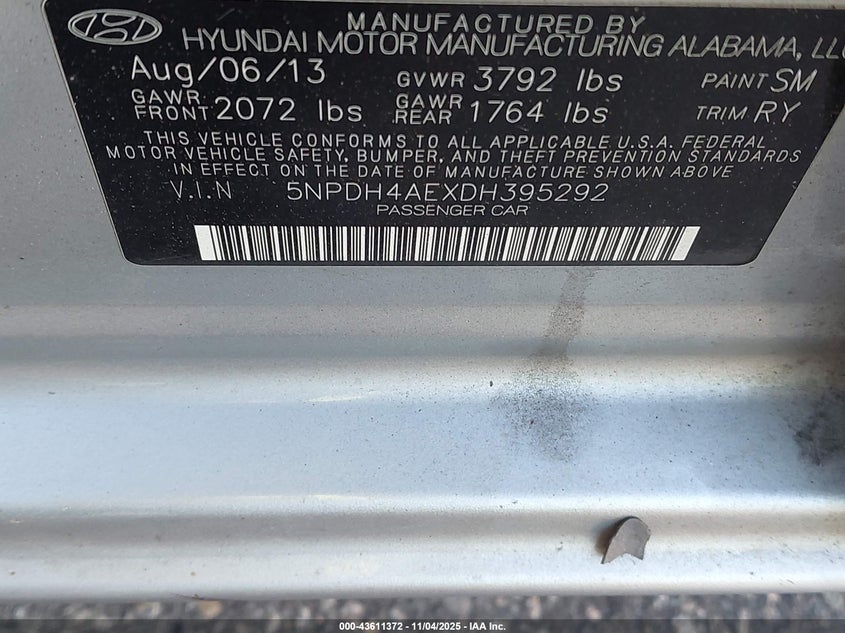 MANUFACTURED BY
HYUNDAI MOTOR MANUFACTURING ALABAMA, LLC
Aug/06/13 GVWR 3792 lbs PAINT SM
GAWR FRONT 2072 lbs GAWR REAR 1764 lbs TRIM RY
THIS VEHICLE CONFORMS TO ALL APPLICABLE U.S.A. FEDERAL
MOTOR VEHICLE SAFETY, BUMPER, AND THEFT PREVENTION STANDARDS
IN EFFECT ON THE DATE OF MANUFACTURE SHOWN ABOVE
V.I.N 5NPDH4AEXDH395292
PASSENGER CAR
000-43611372 - 11/04/2025 - IAA Inc.